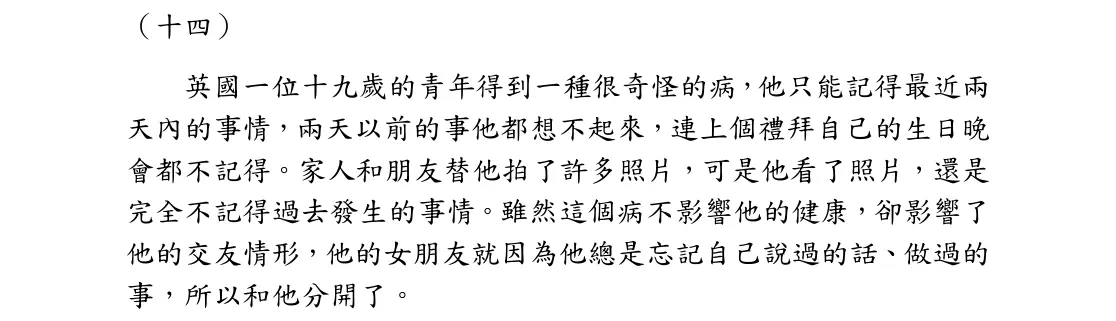 （十四）
英國一位十九歲的青年得到一種很奇怪的病，他只能記得最近兩
天內的事情，兩天以前的事他都想不起來，連上個禮拜自己的生日晚
會都不記得。家人和朋友替他拍了許多照片，可是他看了照片，還是
完全不記得過去發生的事情。雖然這個病不影響他的健康，卻影響了
他的交友情形，他的女朋友就因為他總是忘記自己說過的話、做過的
事，所以和他分開了。